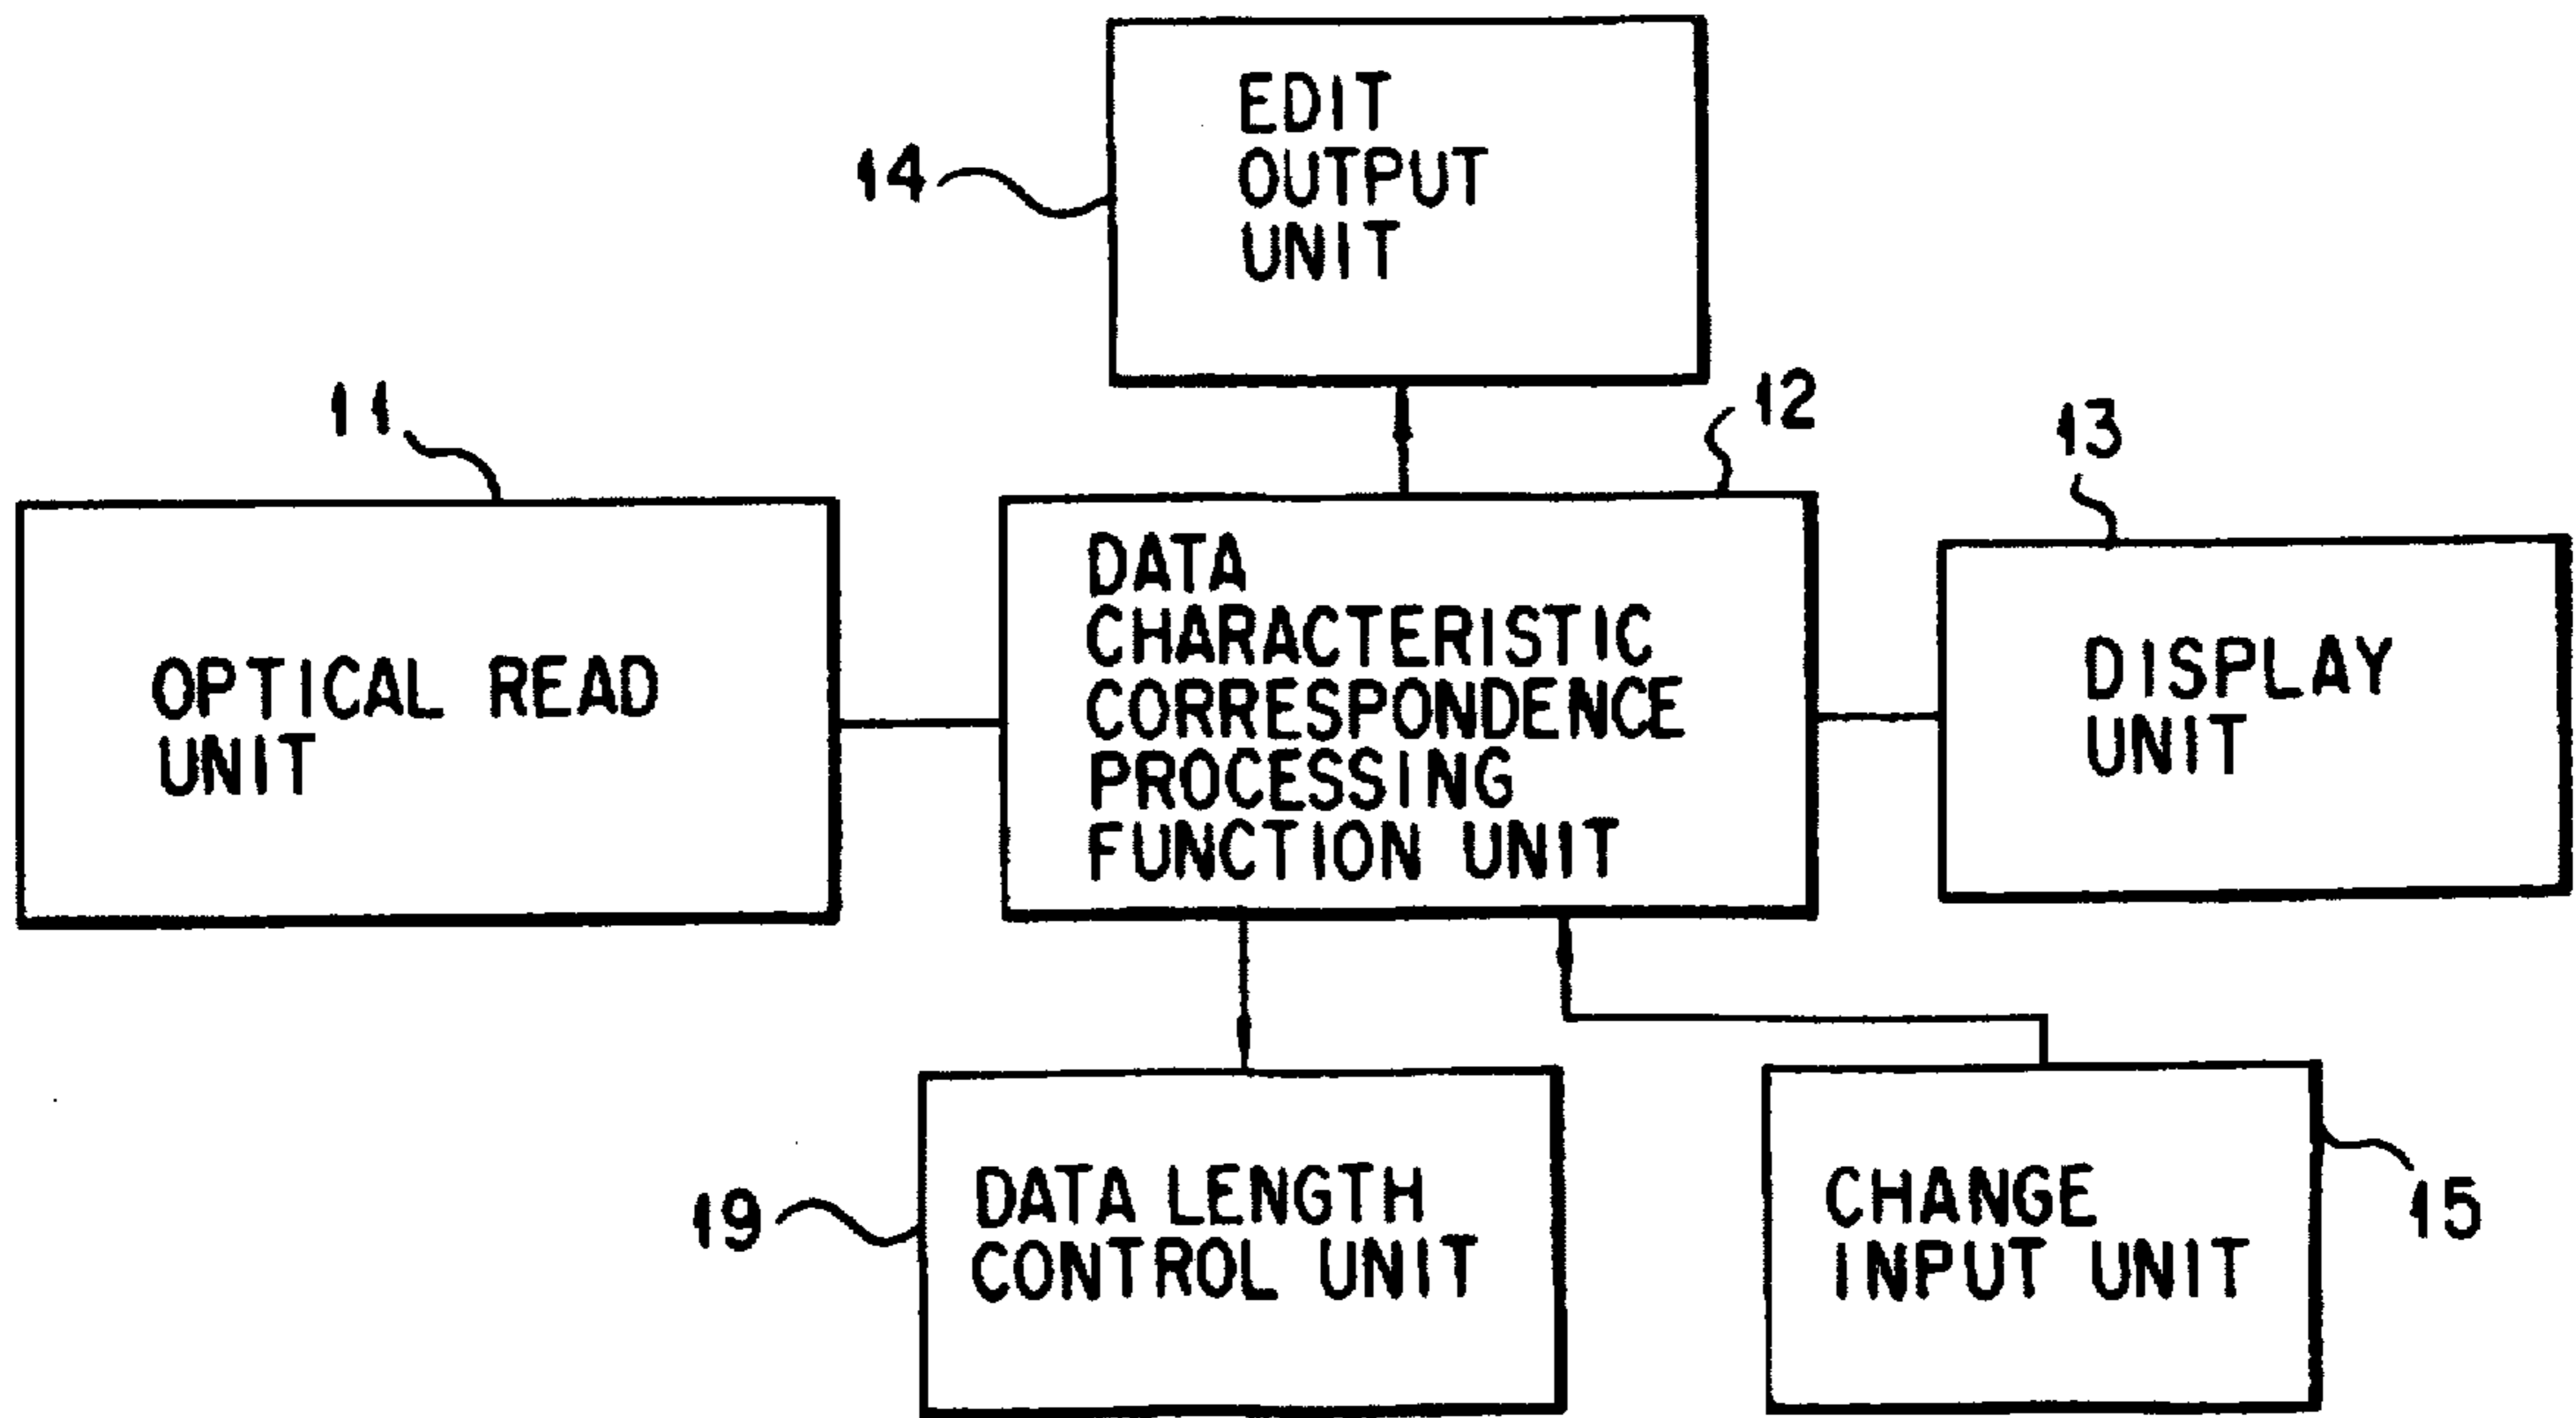 EDIT
OUTPUT
UNIT
14
11
12
13
OPTICAL READ
UNIT
DATA
CHARACTERISTIC
CORRESPONDENCE
PROCESSING
FUNCTION UNIT
DISPLAY
UNIT
19
DATA LENGTH
CONTROL UNIT
CHANGE
INPUT UNIT
15